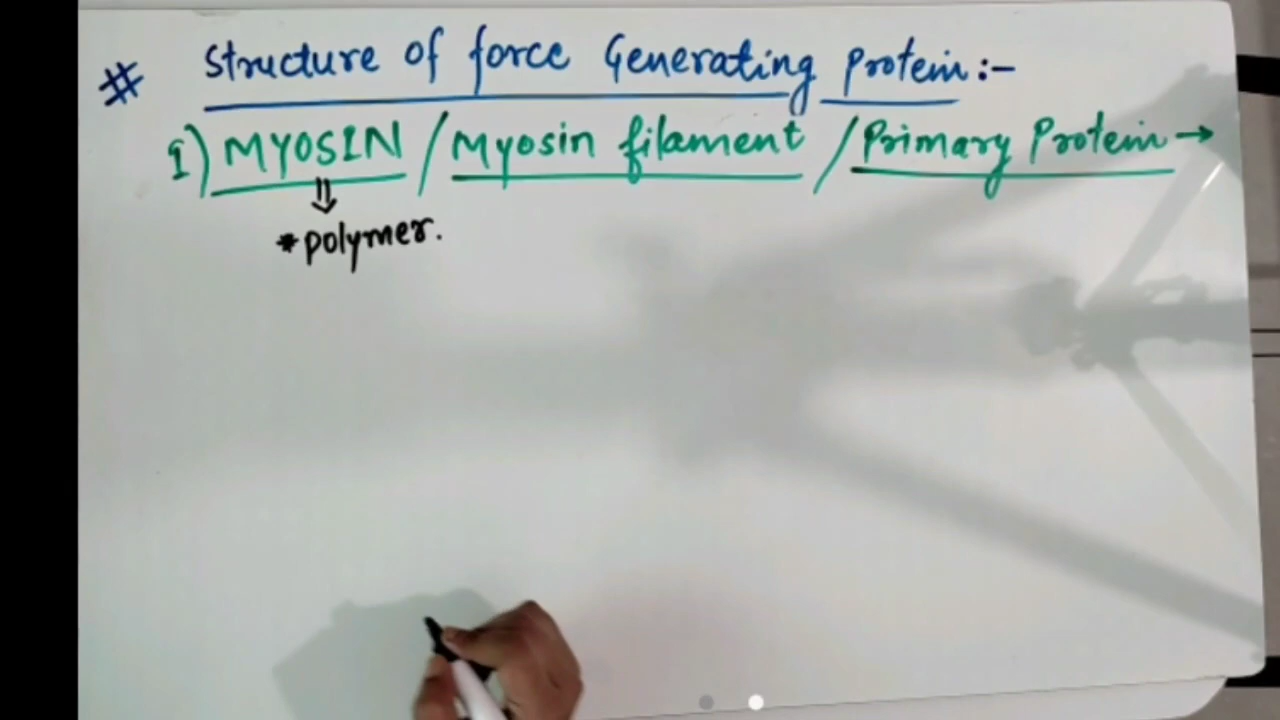 # Structure of force Generating Protein:-
1) MYOSIN / Myosin filament / Primary Protein →
⇓
* polymer.